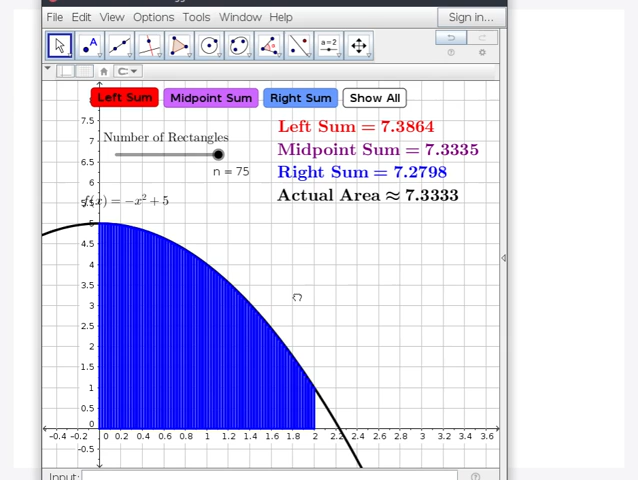 File Edit View Options Tools Window Help Sign in...
A a=2
Left Sum Midpoint Sum Right Sum Show All
Left Sum = 7.3864
Number of Rectangles
Midpoint Sum = 7.3335
n = 75
Right Sum = 7.2798
Actual Area ≈ 7.3333
f(x) = −x² + 5
7.5
7
6.5
6
5.5
5
4.5
4
3.5
3
2.5
2
1.5
1
0.5
0
-0.4 -0.2 0 0.2 0.4 0.6 0.8 1 1.2 1.4 1.6 1.8 2 2.2 2.4 2.6 2.8 3 3.2 3.4 3.6
-0.5
Input: